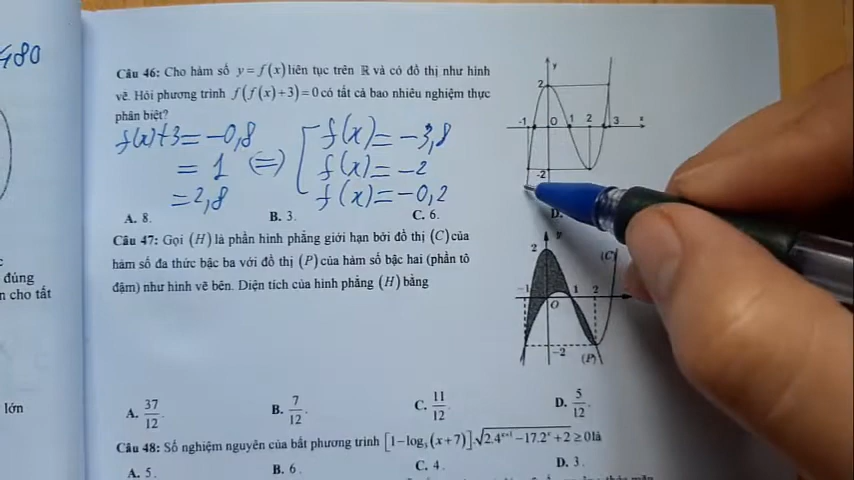 480
Câu 46: Cho hàm số y = f(x) liên tục trên ℝ và có đồ thị như hình
vẽ. Hỏi phương trình f(f(x)+3)=0 có tất cả bao nhiêu nghiệm thực
phân biệt?
f(x)+3 = -0,8
= 1
= 2,8
⇔
f(x) = -3,8
f(x) = -2
f(x) = -0,2
y
2
-1 O 1 2 3 x
-2
A. 8.
B. 3.
C. 6.
D.
Câu 47: Gọi (H) là phần hình phẳng giới hạn bởi đồ thị (C) của
hàm số đa thức bậc ba với đồ thị (P) của hàm số bậc hai (phần tô
đậm) như hình vẽ bên. Diện tích của hình phẳng (H) bằng
2
(C
-1 O 1 2
-2
(P)
A. 37/12.
B. 7/12.
C. 11/12.
D. 5/12.
Câu 48: Số nghiệm nguyên của bất phương trình [1-log₃(x+7)].√(2.4ˣ⁺¹-17.2ˣ+2) ≥ 0 là
A. 5.
B. 6.
C. 4.
D. 3.
đúng
n cho tất
lớn